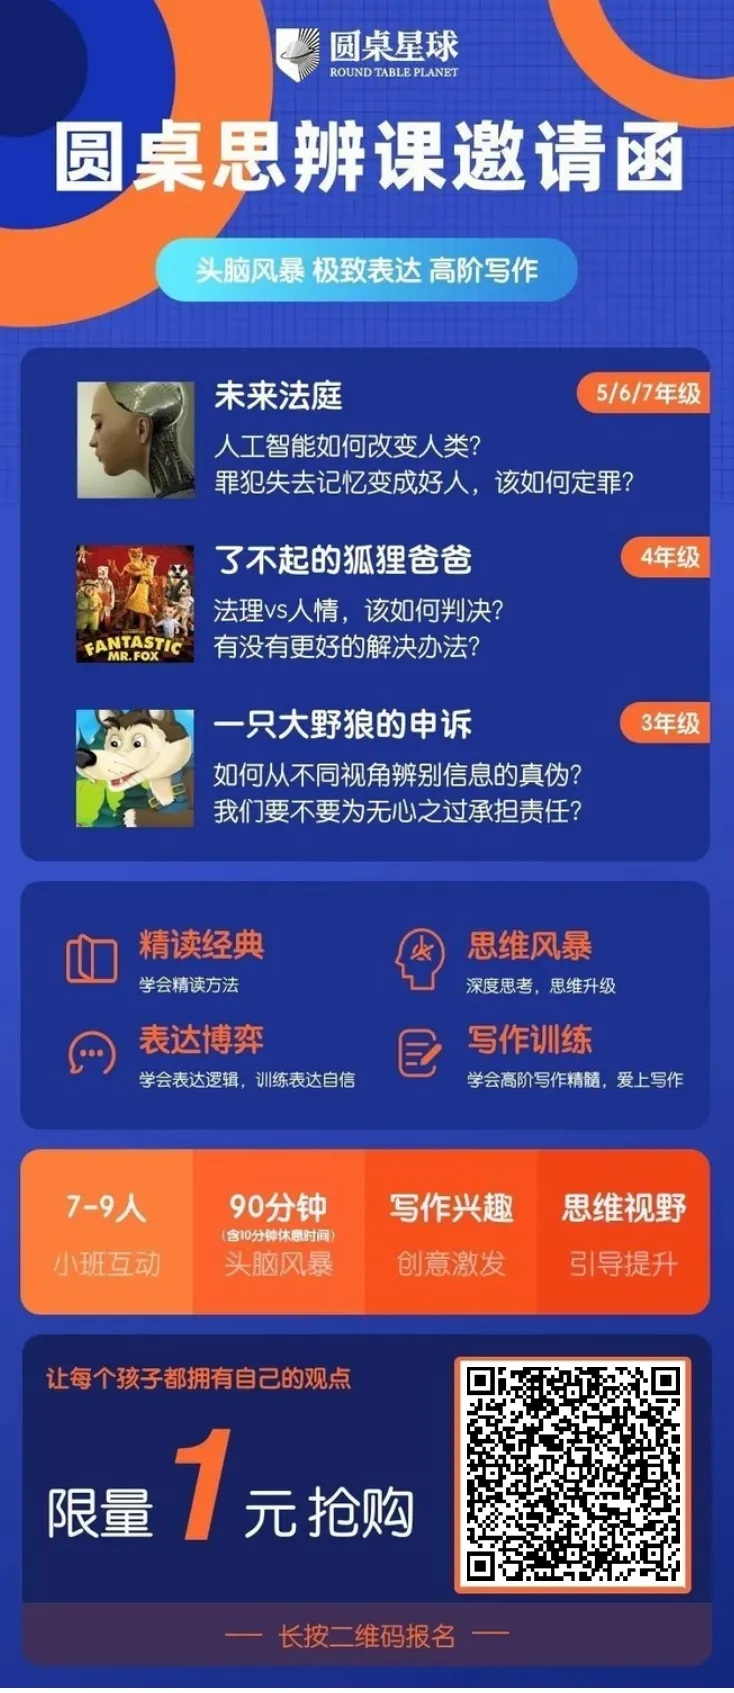 圆桌星球
ROUND TABLE PLANET
圆桌思辨课邀请函
头脑风暴 极致表达 高阶写作
未来法庭
5/6/7年级
人工智能如何改变人类?
罪犯失去记忆变成好人，该如何定罪?
了不起的狐狸爸爸
4年级
法理vs人情，该如何判决?
有没有更好的解决办法?
FANTASTIC
MR. FOX
一只大野狼的申诉
3年级
如何从不同视角辨别信息的真伪?
我们要不要为无心之过承担责任?
精读经典
学会精读方法
思维风暴
深度思考，思维升级
表达博弈
学会表达逻辑，训练表达自信
写作训练
学会高阶写作精髓，爱上写作
7-9人
小班互动
90分钟
(含10分钟休息时间)
头脑风暴
写作兴趣
创意激发
思维视野
引导提升
让每个孩子都拥有自己的观点
限量1元抢购
长按二维码报名